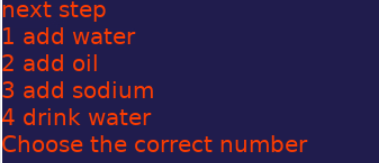 next step
1 add water
2 add oil
3 add sodium
4 drink water
Choose the correct number